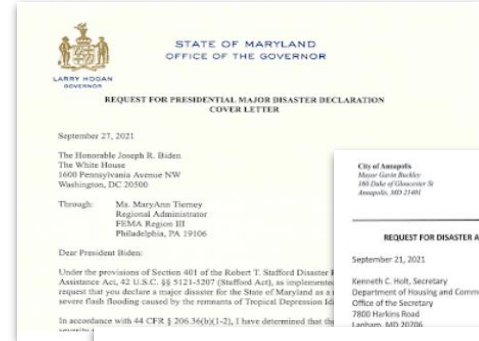 STATE OF MARYLAND
OFFICE OF THE GOVERNOR
LARRY HOGAN
GOVERNOR
REQUEST FOR PRESIDENTIAL MAJOR DISASTER DECLARATION
COVER LETTER
September 27, 2021
The Honorable Joseph R. Biden
The White House
1600 Pennsylvania Avenue NW
Washington, DC 20500
Through: Ms. MaryAnn Tierney
Regional Administrator
FEMA Region III
Philadelphia, PA 19106
Dear President Biden:
Under the provisions of Section 401 of the Robert T. Stafford Disaster
Assistance Act, 42 U.S.C. §§ 5121-5207 (Stafford Act), as implemented
request that you declare a major disaster for the State of Maryland as a
severe flash flooding caused by the remnants of Tropical Depression
In accordance with 44 CFR § 206.36(b)(1-2), I have determined that the
City of Annapolis
Mayor Gavin Buckley
160 Duke of Gloucester St
Annapolis, MD 21401
REQUEST FOR DISASTER A
September 21, 2021
Kenneth C. Holt, Secretary
Department of Housing and Comm
Office of the Secretary
7800 Harkins Road
Lanham, MD 20706